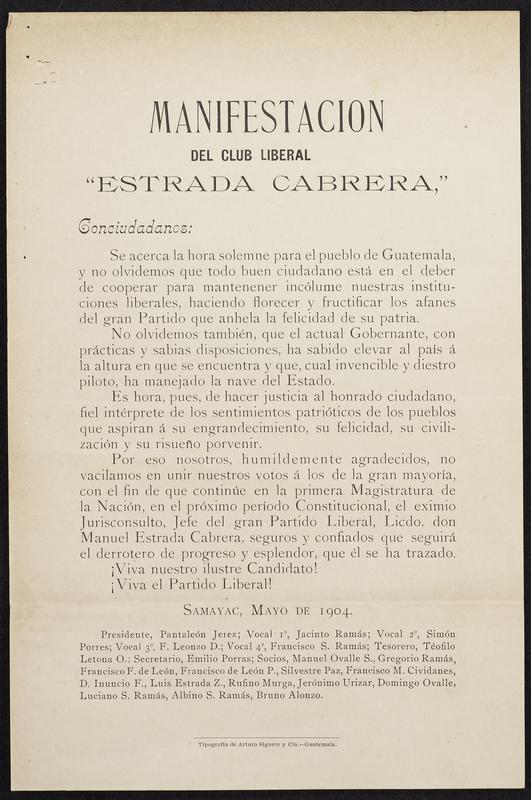 MANIFESTACION
DEL CLUB LIBERAL
“ESTRADA CABRERA,”
Conciudadanos:
Se acerca la hora solemne para el pueblo de Guatemala,
y no olvidemos que todo buen ciudadano está en el deber
de cooperar para mantenener incólume nuestras institu-
ciones liberales, haciendo florecer y fructificar los afanes
del gran Partido que anhela la felicidad de su patria.
No olvidemos también, que el actual Gobernante, con
prácticas y sabias disposiciones, ha sabido elevar al país á
la altura en que se encuentra y que, cual invencible y diestro
piloto, ha manejado la nave del Estado.
Es hora, pues, de hacer justicia al honrado ciudadano,
fiel intérprete de los sentimientos patrióticos de los pueblos
que aspiran á su engrandecimiento, su felicidad, su civili-
zación y su risueño porvenir.
Por eso nosotros, humildemente agradecidos, no
vacilamos en unir nuestros votos á los de la gran mayoría,
con el fin de que continúe en la primera Magistratura de
la Nación, en el próximo período Constitucional, el eximio
Jurisconsulto, Jefe del gran Partido Liberal, Licdo. don
Manuel Estrada Cabrera, seguros y confiados que seguirá
el derrotero de progreso y esplendor, que él se ha trazado.
¡Viva nuestro ilustre Candidato!
¡Viva el Partido Liberal!
SAMAYAC, MAYO DE 1904.
Presidente, Pantaleón Jerez; Vocal 1º, Jacinto Ramás; Vocal 2º, Simón
Porres; Vocal 3º, F. Leonzo D.; Vocal 4º, Francisco S. Ramás; Tesorero, Téofilo
Letona O.; Secretario, Emilio Porras; Socios, Manuel Ovalle S., Gregorio Ramás,
Francisco F. de León, Francisco de León P., Silvestre Paz, Francisco M. Cividanes,
D. Inuncio F., Luis Estrada Z., Rufino Murga, Jerónimo Urizar, Domingo Ovalle,
Luciano S. Ramás, Albino S. Ramás, Bruno Alonzo.
Tipografía de Arturo Síguere y Cía.—Guatemala.